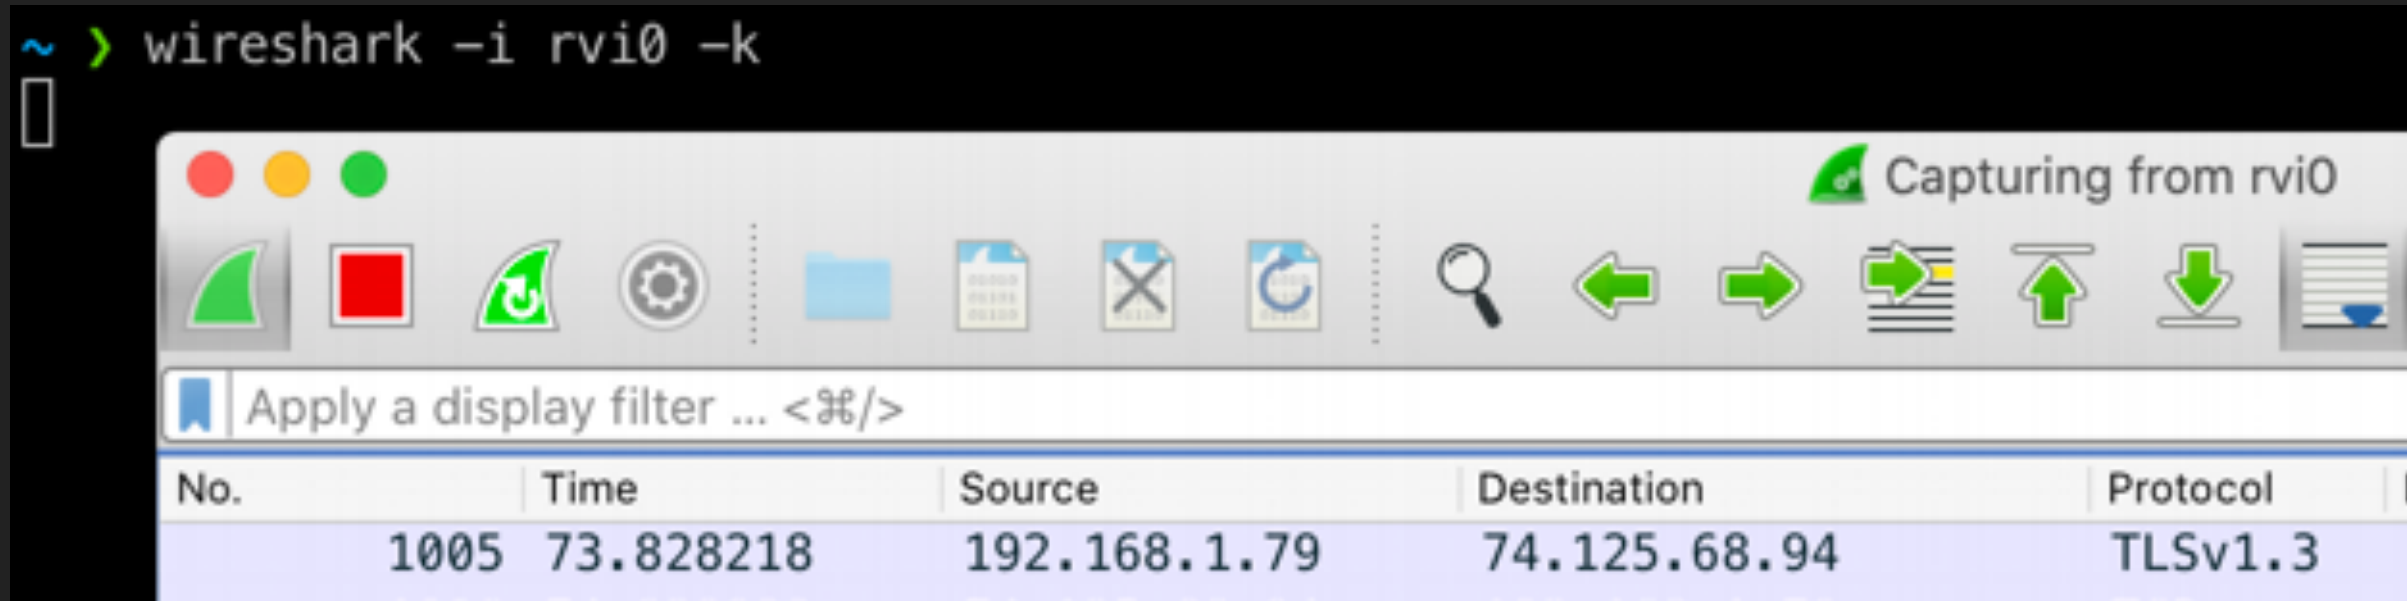 ~ ❯ wireshark -i rvi0 -k
Capturing from rvi0
Apply a display filter ... <⌘/>
No. Time Source Destination Protocol
1005 73.828218 192.168.1.79 74.125.68.94 TLSv1.3